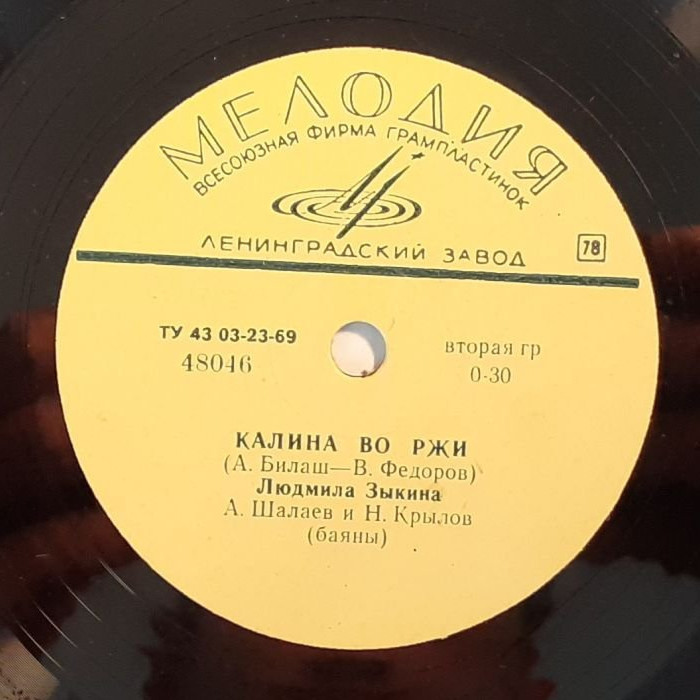 МЕЛОДИЯ
ВСЕСОЮЗНАЯ ФИРМА ГРАМПЛАСТИНОК
ЛЕНИНГРАДСКИЙ ЗАВОД
78
ТУ 43 03-23-69
48046
вторая гр
0-30
КАЛИНА ВО РЖИ
(А. Билаш—В. Федоров)
Людмила Зыкина
А. Шалаев и Н. Крылов
(баяны)